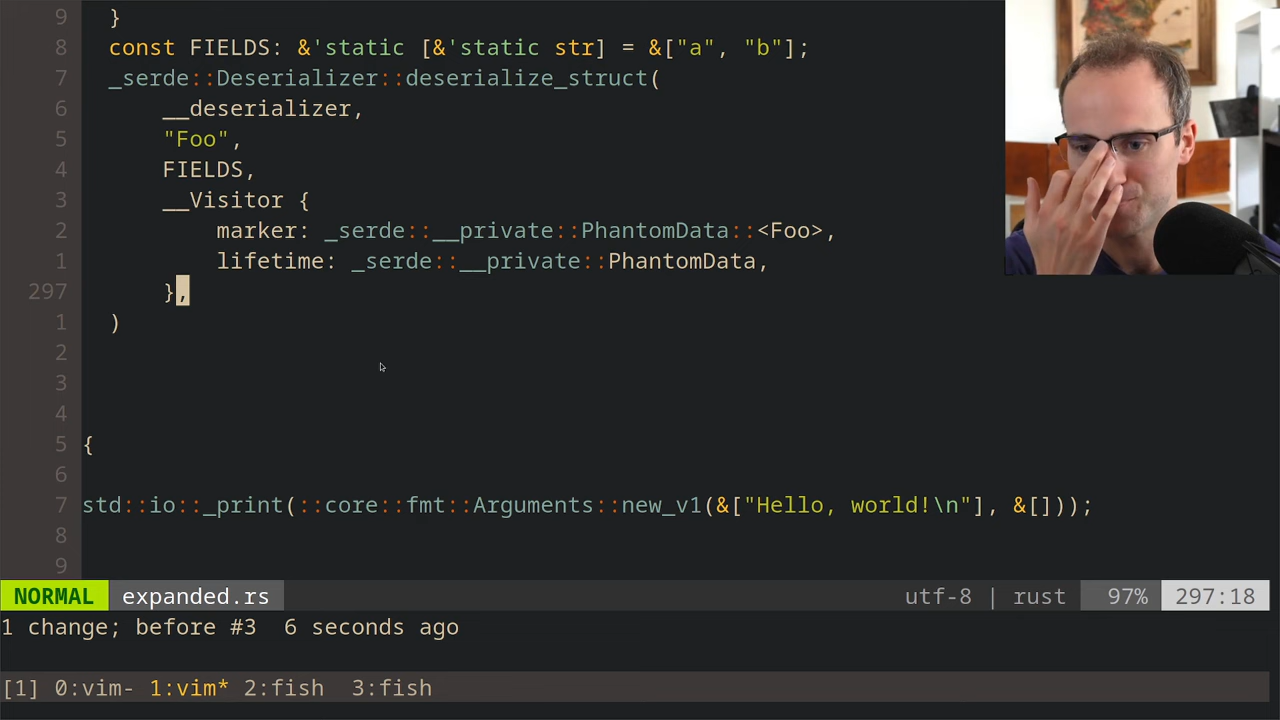 9 }
8 const FIELDS: &'static [&'static str] = &["a", "b"];
7 _serde::Deserializer::deserialize_struct(
6 __deserializer,
5 "Foo",
4 FIELDS,
3 __Visitor {
2 marker: _serde::__private::PhantomData::<Foo>,
1 lifetime: _serde::__private::PhantomData,
297 },
1 )
2
3
4
5 {
6
7 std::io::_print(::core::fmt::Arguments::new_v1(&["Hello, world!\n"], &[]));
8
9
NORMAL expanded.rs utf-8 | rust 97% 297:18
1 change; before #3 6 seconds ago
[1] 0:vim- 1:vim* 2:fish 3:fish